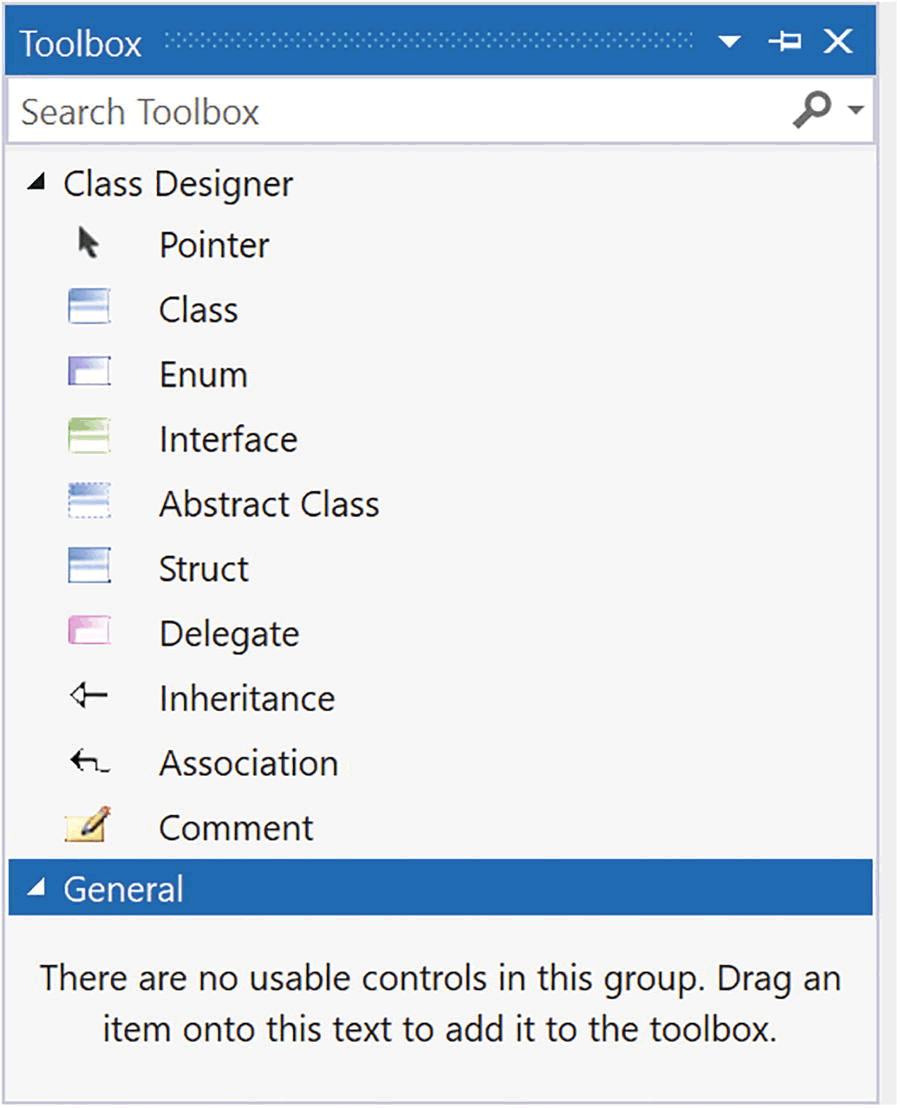 Toolbox
Search Toolbox
Class Designer
Pointer
Class
Enum
Interface
Abstract Class
Struct
Delegate
Inheritance
Association
Comment
General
There are no usable controls in this group. Drag an
item onto this text to add it to the toolbox.